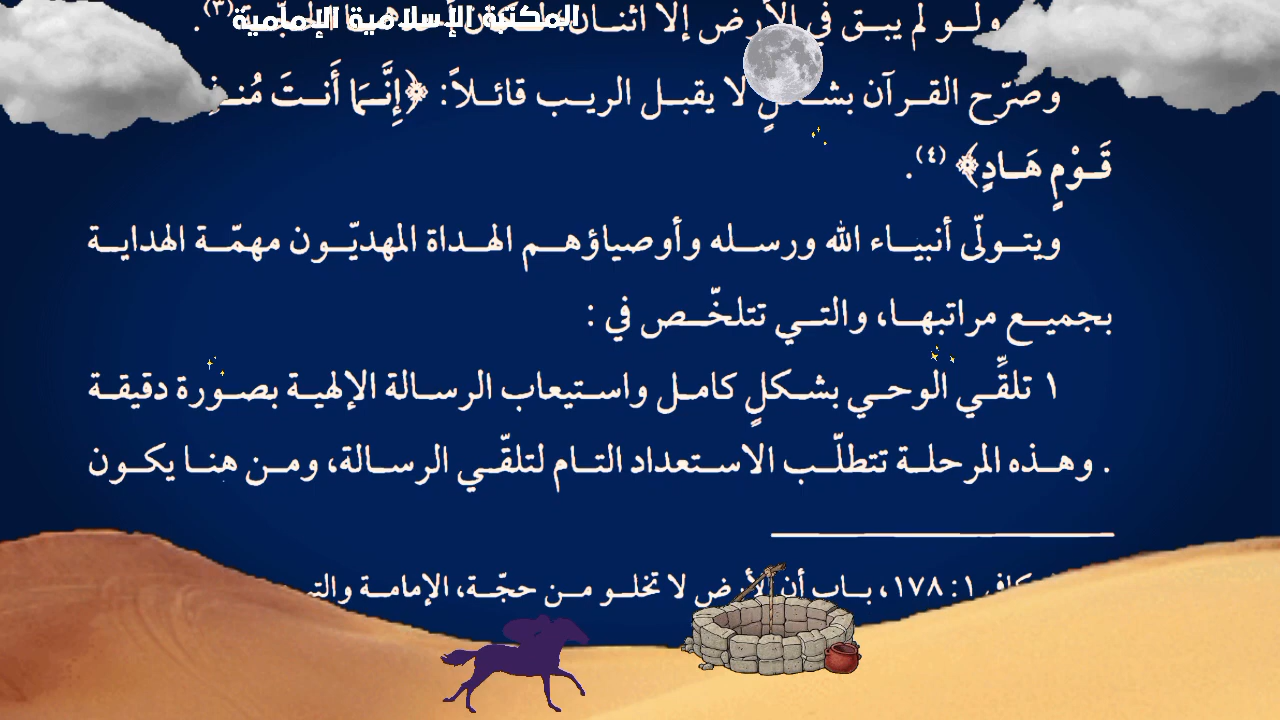 المكتبة الإسلامية الإمامية
ولو لم يبق في الأرض إلا اثنان (٣).
وصرّح القرآن لا يقبل الريب قائلاً: ﴿إِنَّمَا أَنتَ
قَوْمٍ هَادٍ﴾ (٤).
ويتولّى أنبياء الله ورسله وأوصياؤهم الهداة المهديّون مهمّة الهداية
بجميع مراتبها، والتي تتلخّص في :
١ تلقِّي الوحي بشكلٍ كامل واستيعاب الرسالة الإلهية بصورة دقيقة
. وهذه المرحلة تتطلّب الاستعداد التام لتلقّي الرسالة، ومن هنا يكون
١ : ١٧٨، باب أن الأرض لا تخلو من حجّة، الإمامة